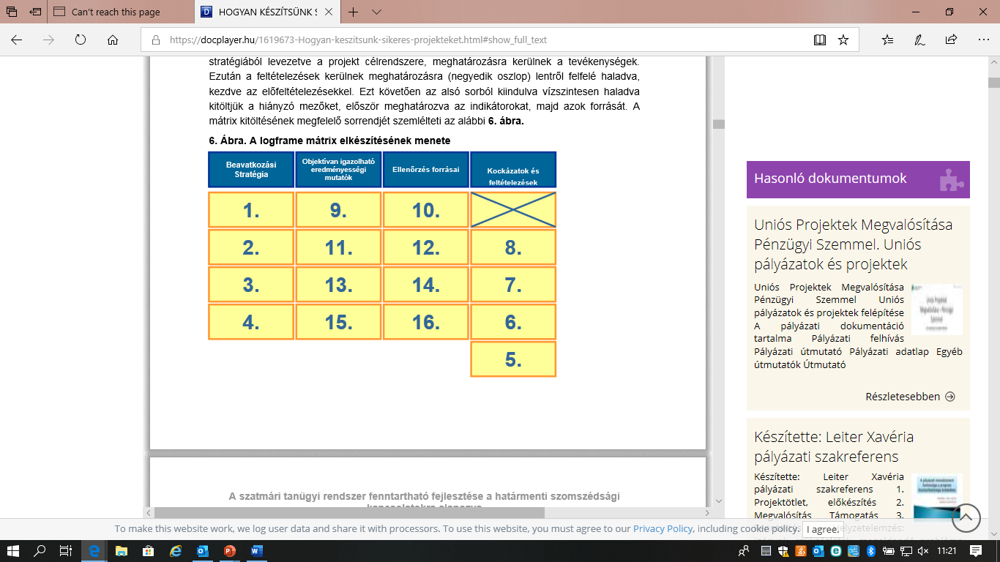 Can't reach this page
HOGYAN KÉSZÍTSÜNK S
https://docplayer.hu/1619673-Hogyan-keszitsunk-sikeres-projekteket.html#show_full_text
stratégiából levezetve a projekt célrendszere, meghatározásra kerülnek a tevékenységek.
Ezután a feltételezések kerülnek meghatározásra (negyedik oszlop) lentről felfelé haladva,
kezdve az előfeltételezésekkel. Ezt követően az alsó sorból kiindulva vízszintesen haladva
kitöltjük a hiányzó mezőket, először meghatározva az indikátorokat, majd azok forrását. A
mátrix kitöltésének megfelelő sorrendjét szemlélteti az alábbi 6. ábra.
6. Ábra. A logframe mátrix elkészítésének menete
Beavatkozási
Stratégia
Objektívan igazolható
eredményességi
mutatók
Ellenőrzés forrásai
Kockázatok és
feltételezések
1. 9. 10.
2. 11. 12. 8.
3. 13. 14. 7.
4. 15. 16. 6.
5.
A szatmári tanügyi rendszer fenntartható fejlesztése a határmenti szomszédsági
Hasonló dokumentumok
Uniós Projektek Megvalósítása
Pénzügyi Szemmel. Uniós
pályázatok és projektek
Uniós Projektek Megvalósítása
Pénzügyi Szemmel Uniós
pályázatok és projektek felépítése
A pályázati dokumentáció
tartalma Pályázati felhívás
Pályázati útmutató Pályázati adatlap Egyéb
útmutatók Útmutató
Részletesebben
Készítette: Leiter Xavéria
pályázati szakreferens
Készítette: Leiter Xavéria
pályázati szakreferens 1.
Projektötlet, előkészítés 2.
Megvalósítás Támogatás 3.
To make this website work, we log user data and share it with processors. To use this website, you must agree to our Privacy Policy, including cookie policy. I agree.
11:21